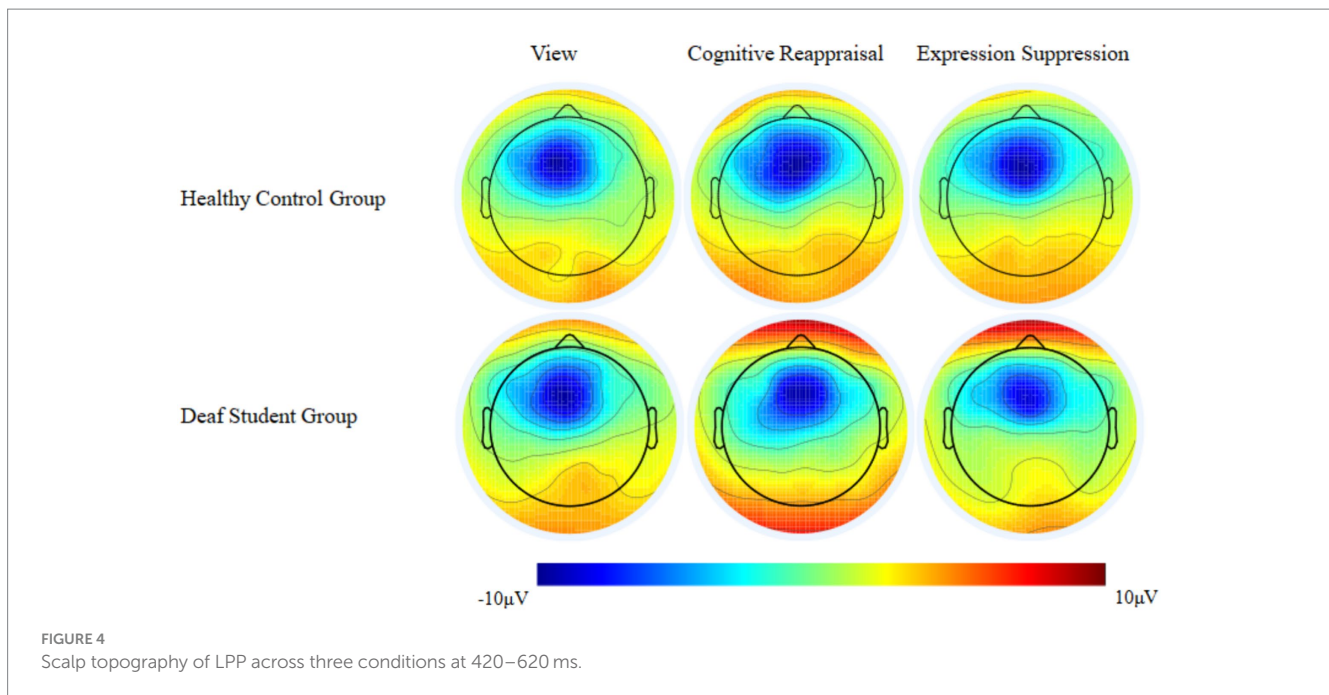 View Cognitive Reappraisal Expression Suppression
Healthy Control Group
Deaf Student Group
-10μV 10μV
FIGURE 4
Scalp topography of LPP across three conditions at 420–620 ms.